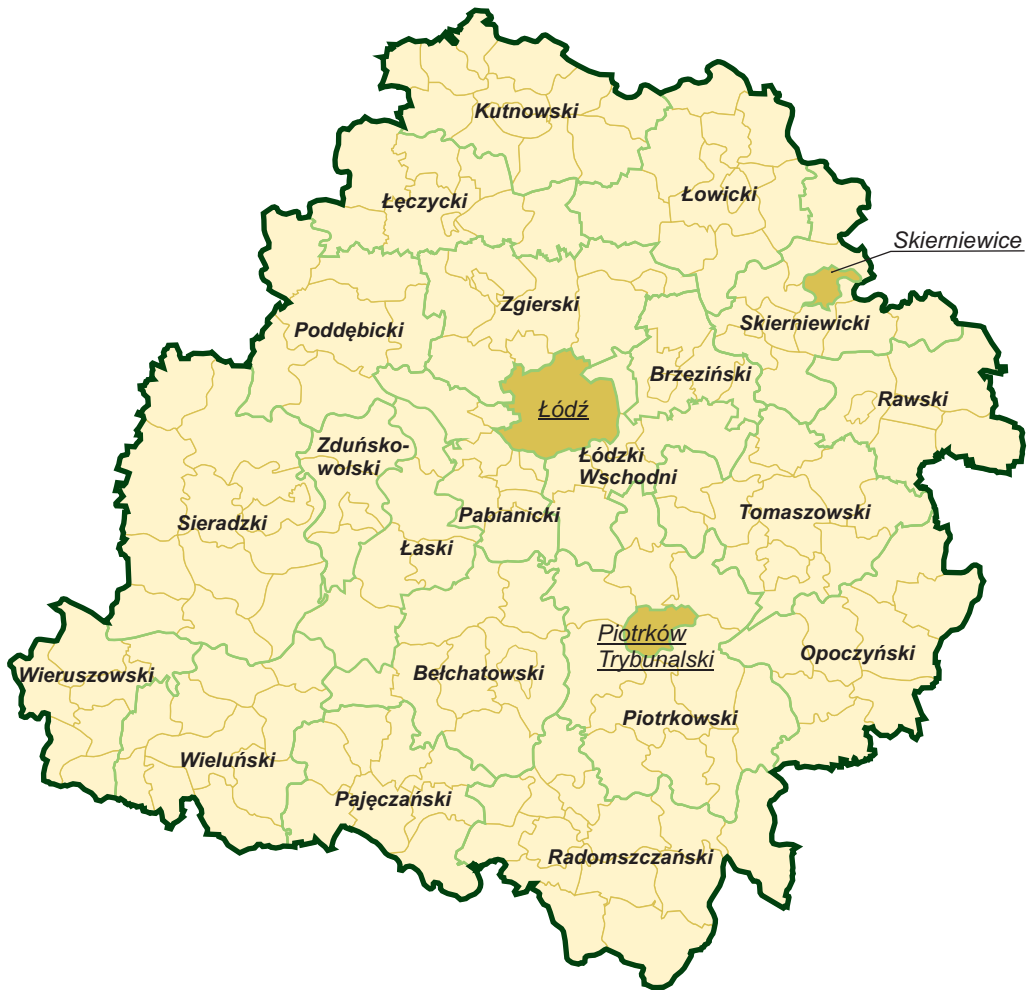 Kutnowski
Łęczycki
Łowicki
Skierniewice
Zgierski
Poddębicki
Skierniewicki
Brzeziński
Rawski
Łódź
Zduńsko-
wolski
Łódzki
Wschodni
Sieradzki
Pabianicki
Tomaszowski
Łaski
Piotrków
Trybunalski
Opoczyński
Wieruszowski
Bełchatowski
Piotrkowski
Wieluński
Pajęczański
Radomszczański